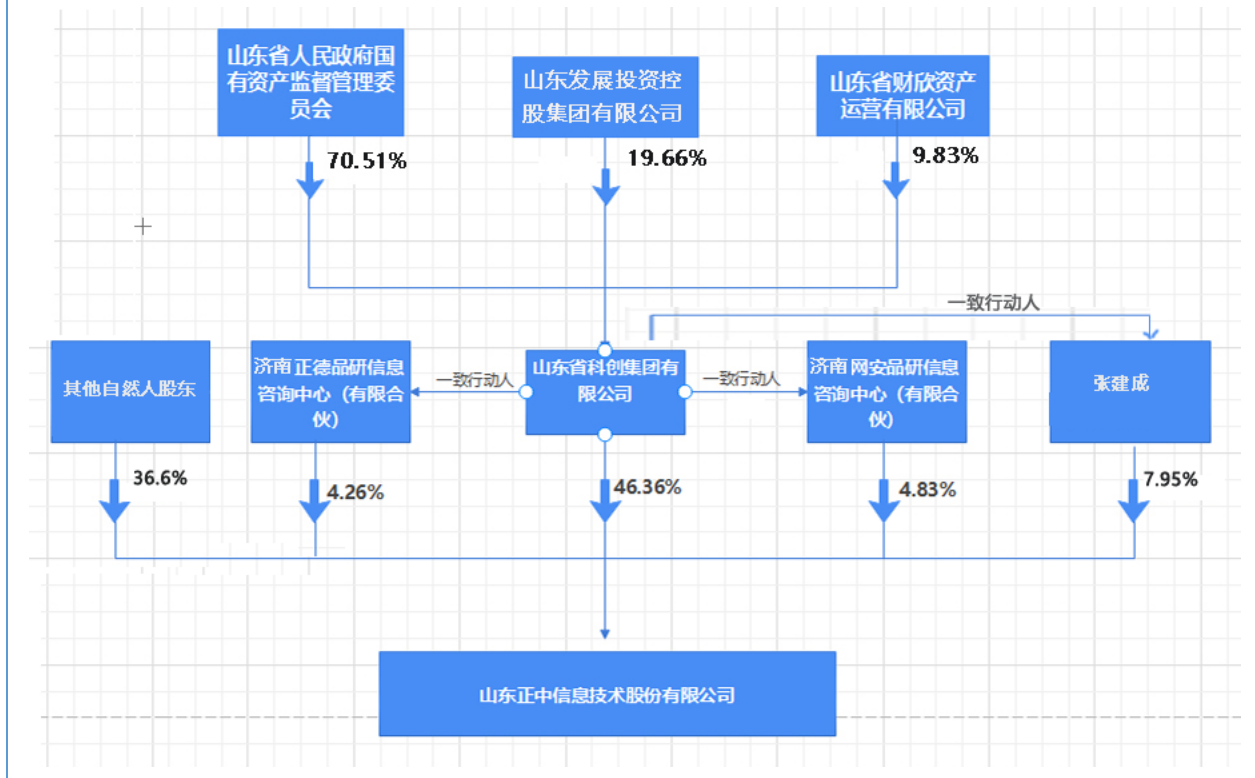 山东省人民政府国
有资产监督管理委
员会
山东发展投资控
股集团有限公司
山东省财欣资产
运营有限公司
70.51%
19.66%
9.83%
一致行动人
其他自然人股东
济南正德品研信息
咨询中心（有限合
伙）
一致行动人
山东省科创集团有
限公司
一致行动人
济南网安品研信息
咨询中心（有限合
伙）
张建成
36.6%
4.26%
46.36%
4.83%
7.95%
山东正中信息技术股份有限公司